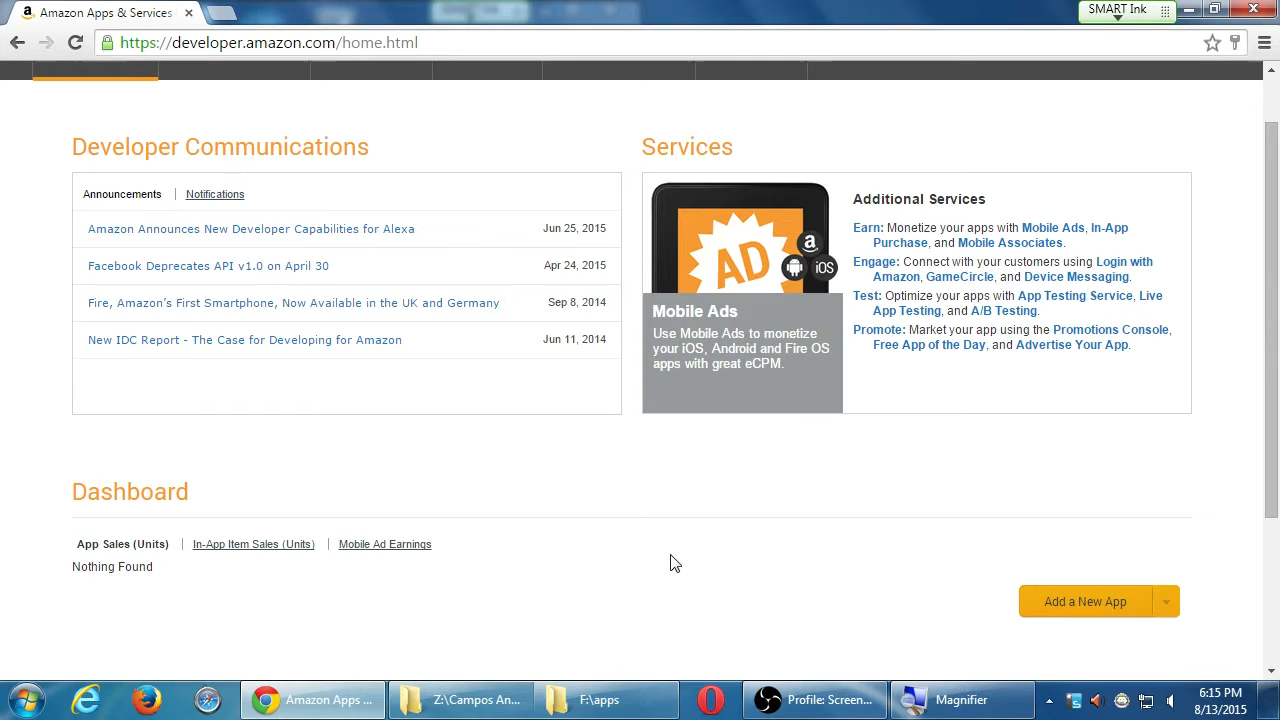 Amazon Apps & Services
SMART Ink
https://developer.amazon.com/home.html
Developer Communications
Announcements | Notifications
Amazon Announces New Developer Capabilities for Alexa Jun 25, 2015
Facebook Deprecates API v1.0 on April 30 Apr 24, 2015
Fire, Amazon's First Smartphone, Now Available in the UK and Germany Sep 8, 2014
New IDC Report - The Case for Developing for Amazon Jun 11, 2014
Services
AD
a
iOS
Mobile Ads
Use Mobile Ads to monetize
your iOS, Android and Fire OS
apps with great eCPM.
Additional Services
Earn: Monetize your apps with Mobile Ads, In-App
Purchase, and Mobile Associates.
Engage: Connect with your customers using Login with
Amazon, GameCircle, and Device Messaging.
Test: Optimize your apps with App Testing Service, Live
App Testing, and A/B Testing.
Promote: Market your app using the Promotions Console,
Free App of the Day, and Advertise Your App.
Dashboard
App Sales (Units) | In-App Item Sales (Units) | Mobile Ad Earnings
Nothing Found
Add a New App
Amazon Apps ...
Z:\Campos An...
F:\apps
Profile: Screen...
Magnifier
6:15 PM
8/13/2015